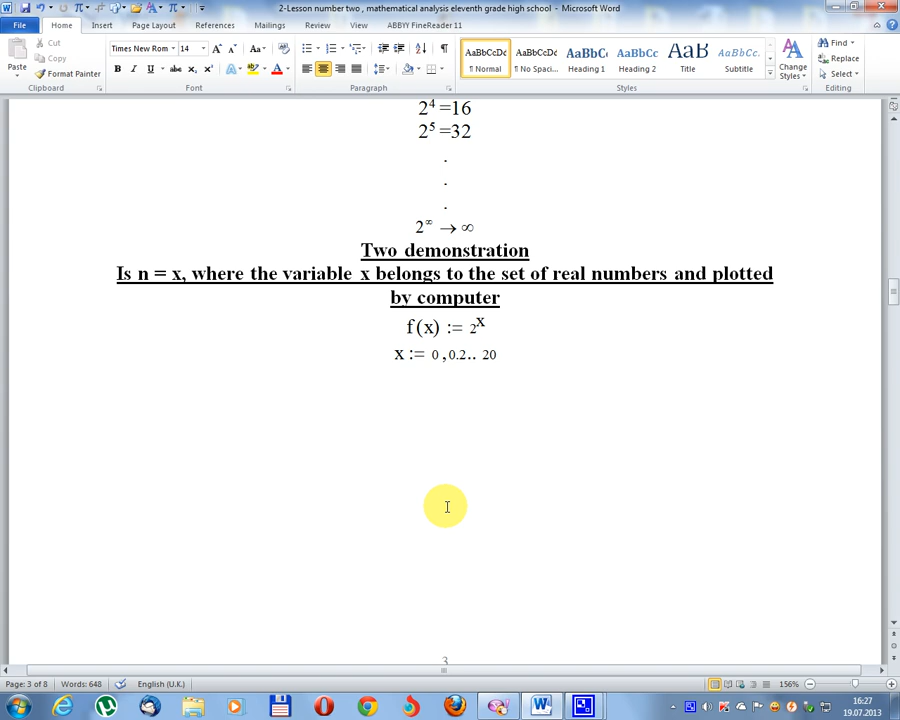 2-Lesson number two , mathematical analysis eleventh grade high school - Microsoft Word
File Home Insert Page Layout References Mailings Review View ABBYY FineReader 11
Paste
Cut
Copy
Format Painter
Clipboard
Times New Rom 14
Font
Paragraph
AaBbCcDd AaBbCcDd AaBbC AaBbCc AaB AaBbCc.
¶ Normal ¶ No Spaci... Heading 1 Heading 2 Title Subtitle
Change Styles
Styles
Find
Replace
Select
Editing
2⁴ =16
2⁵ =32
.
.
.
2^∞ → ∞
Two demonstration
Is n = x, where the variable x belongs to the set of real numbers and plotted
by computer
f(x) := 2^x
x := 0 , 0.2 .. 20
3
Page: 3 of 8 Words: 648 English (U.K.) 156%
16:27
19.07.2013